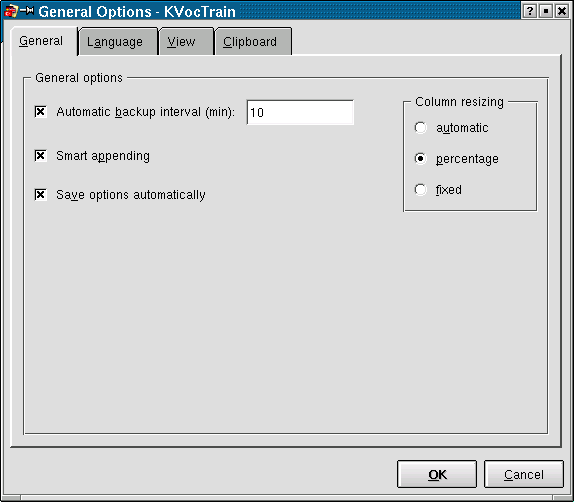 General Options - KVocTrain
General Language View Clipboard
General options
Automatic backup interval (min): 10
Column resizing
automatic
Smart appending
percentage
Save options automatically
fixed
OK Cancel